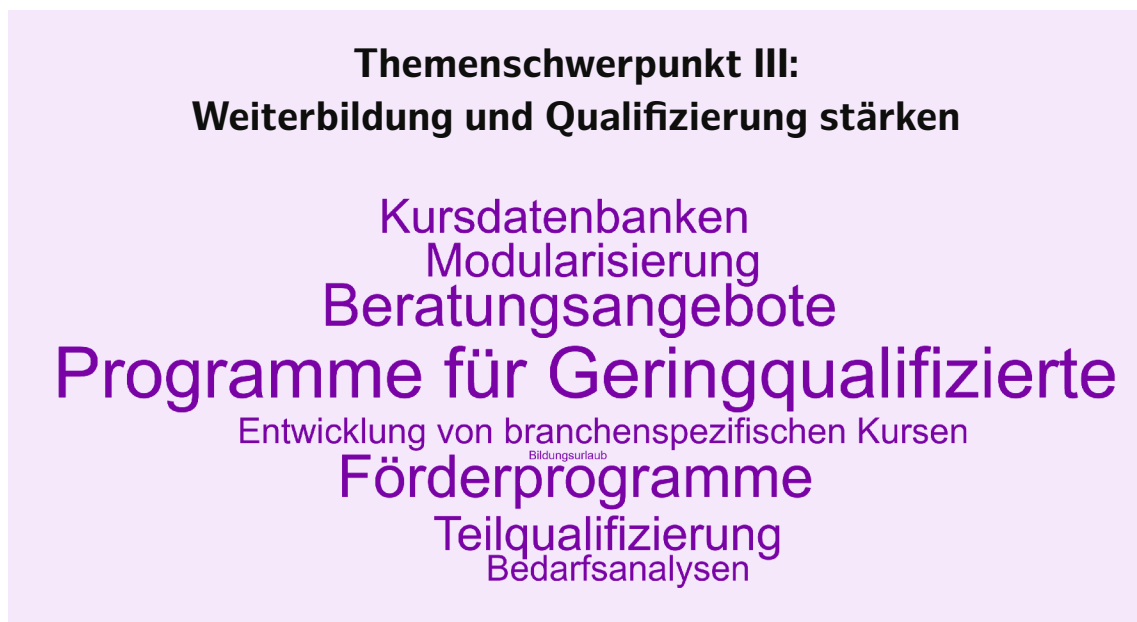 Themenschwerpunkt III:
Weiterbildung und Qualifizierung stärken
Kursdatenbanken
Modularisierung
Beratungsangebote
Programme für Geringqualifizierte
Entwicklung von branchenspezifischen Kursen
Bildungsurlaub
Förderprogramme
Teilqualifizierung
Bedarfsanalysen